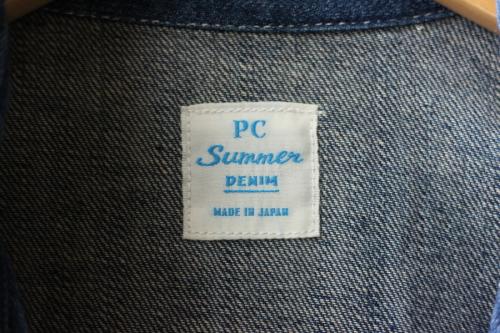 PC
Summer
DENIM
MADE IN JAPAN